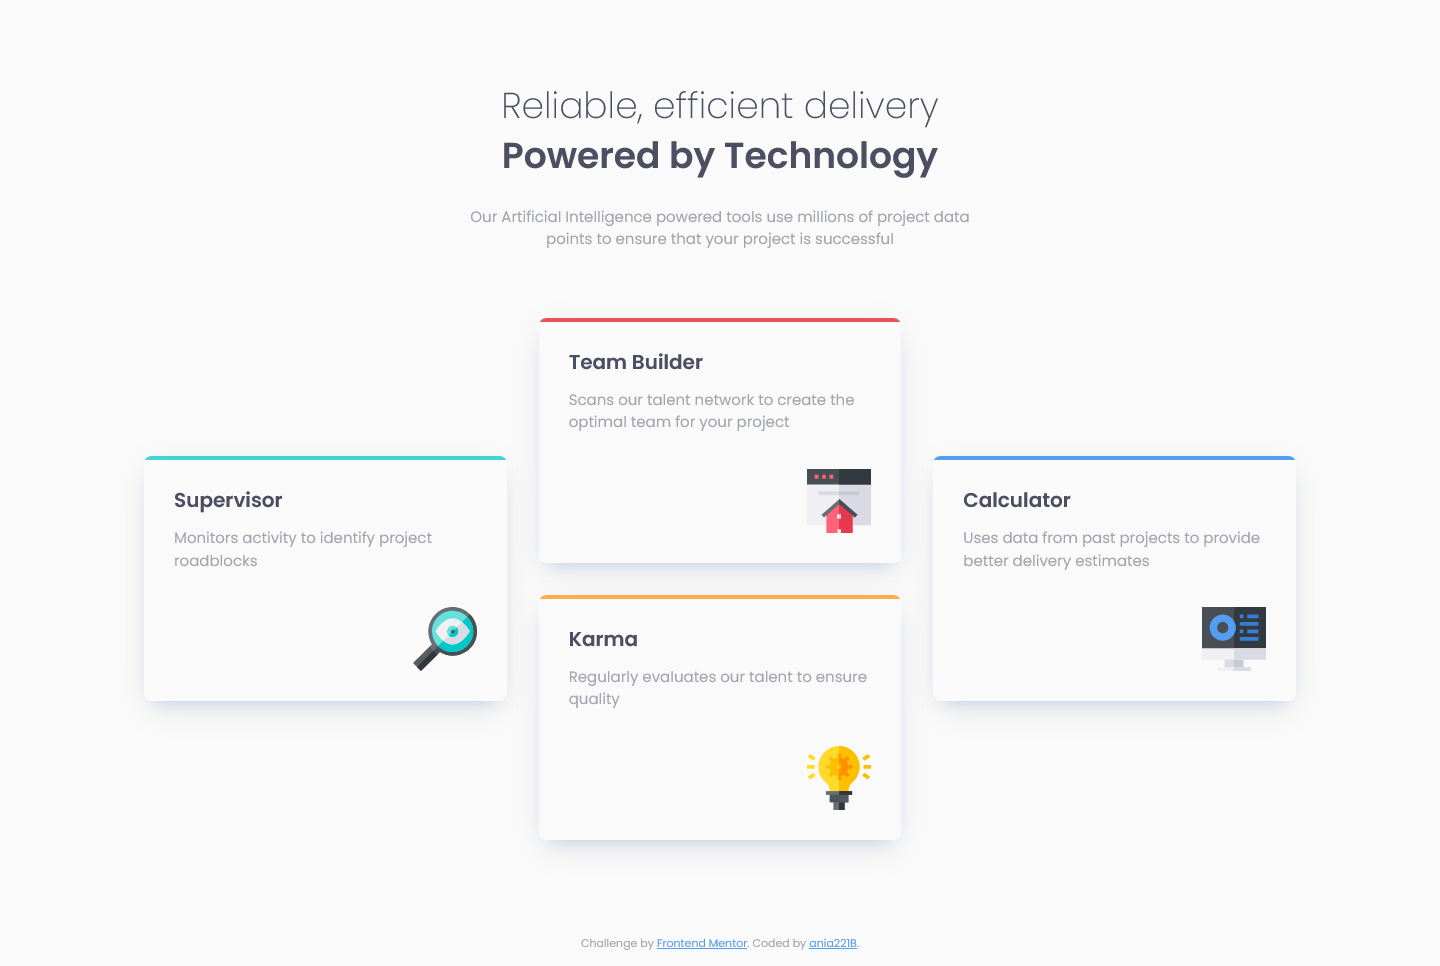 Reliable, efficient delivery
Powered by Technology
Our Artificial Intelligence powered tools use millions of project data
points to ensure that your project is successful
Supervisor
Monitors activity to identify project
roadblocks
Team Builder
Scans our talent network to create the
optimal team for your project
Karma
Regularly evaluates our talent to ensure
quality
Calculator
Uses data from past projects to provide
better delivery estimates
Challenge by Frontend Mentor. Coded by ania221B.